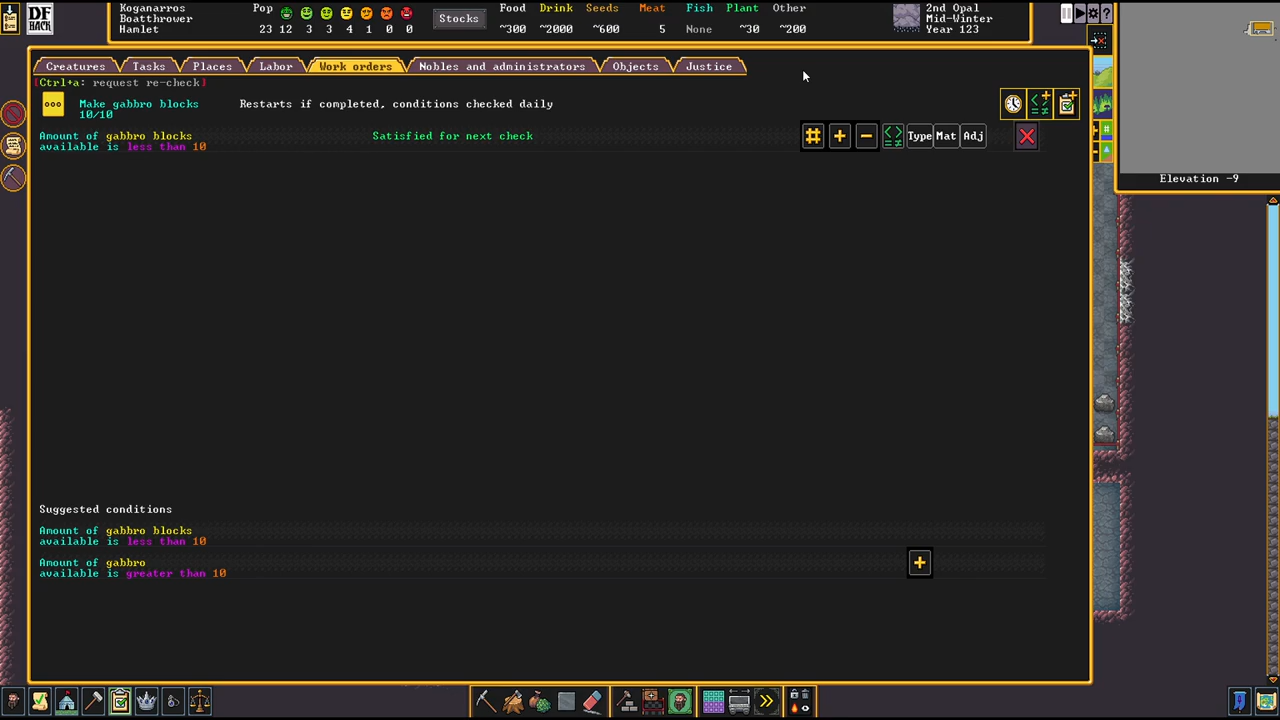 DF
HACK
Koganarros
Boatthrower
Hamlet
Pop
23 12 3 3 4 1 0 0
Stocks
Food Drink Seeds Meat Fish Plant Other
~300 ~2000 ~600 5 None ~30 ~200
2nd Opal
Mid-Winter
Year 123
?
Creatures Tasks Places Labor Work orders Nobles and administrators Objects Justice
[Ctrl+a: request re-check]
Make gabbro blocks Restarts if completed, conditions checked daily
10/10
Amount of gabbro blocks Satisfied for next check
available is less than 10
# + − Type Mat Adj
Elevation -9
Suggested conditions
Amount of gabbro blocks
available is less than 10
Amount of gabbro
available is greater than 10
+